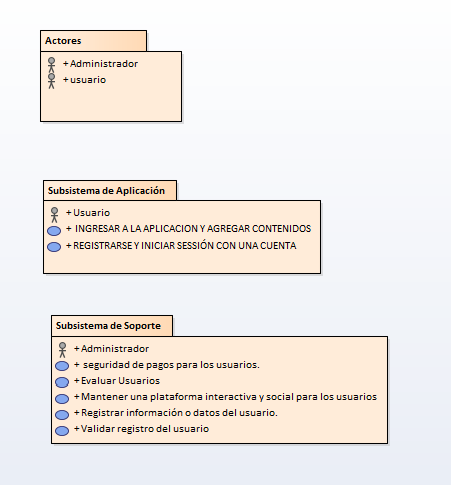 Actores
+ Administrador
+ usuario
Subsistema de Aplicación
+ Usuario
+ INGRESAR A LA APLICACION Y AGREGAR CONTENIDOS
+ REGISTRARSE Y INICIAR SESSIÓN CON UNA CUENTA
Subsistema de Soporte
+ Administrador
+ seguridad de pagos para los usuarios.
+ Evaluar Usuarios
+ Mantener una plataforma interactiva y social para los usuarios
+ Registrar información o datos del usuario.
+ Validar registro del usuario